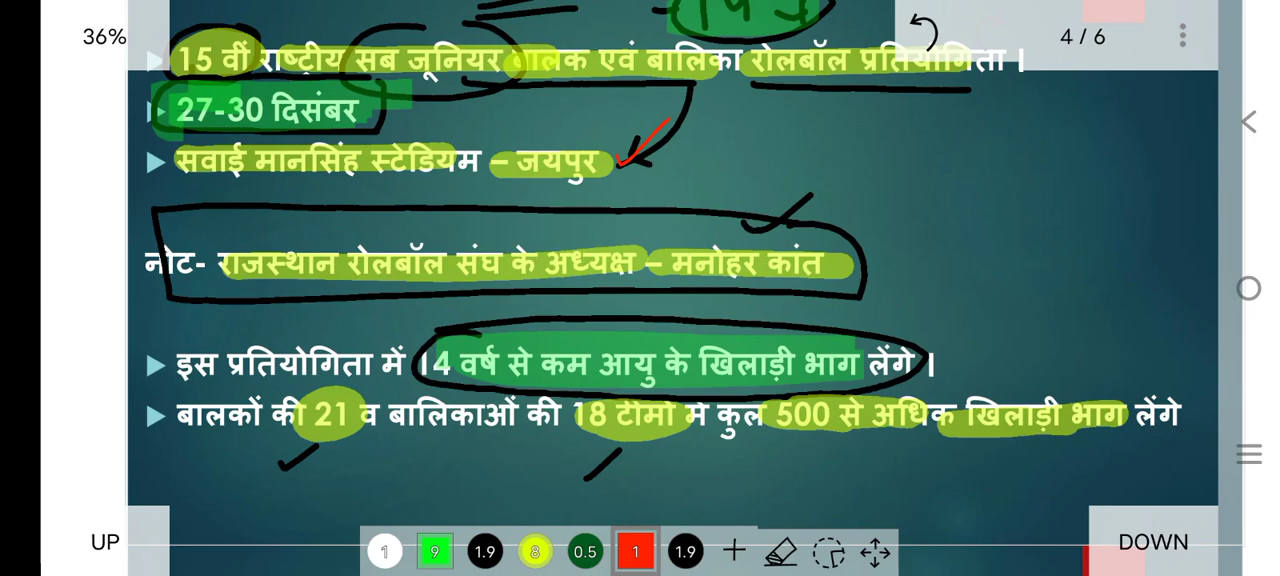 36%
4 / 6
15 वीं राष्ट्रीय सब जूनियर बालक एवं बालिका रोलबॉल प्रतियोगिता ।
27-30 दिसंबर
सवाई मानसिंह स्टेडियम – जयपुर
नोट- राजस्थान रोलबॉल संघ के अध्यक्ष – मनोहर कांत
इस प्रतियोगिता में 14 वर्ष से कम आयु के खिलाड़ी भाग लेंगे ।
बालकों की 21 व बालिकाओं की 18 टीमों में कुल 500 से अधिक खिलाड़ी भाग लेंगे
UP
1 9 1.9 8 0.5 1 1.9
DOWN